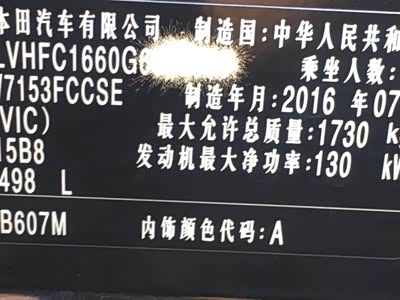 本田汽车有限公司 制造国:中华人民共和
LVHFC1660G6 乘坐人数:
7153FCCSE 制造年月:2016 年07
VIC) 最大允许总质量:1730 kg
15B8 发动机最大净功率:130 kW
498 L
B607M 内饰颜色代码:A